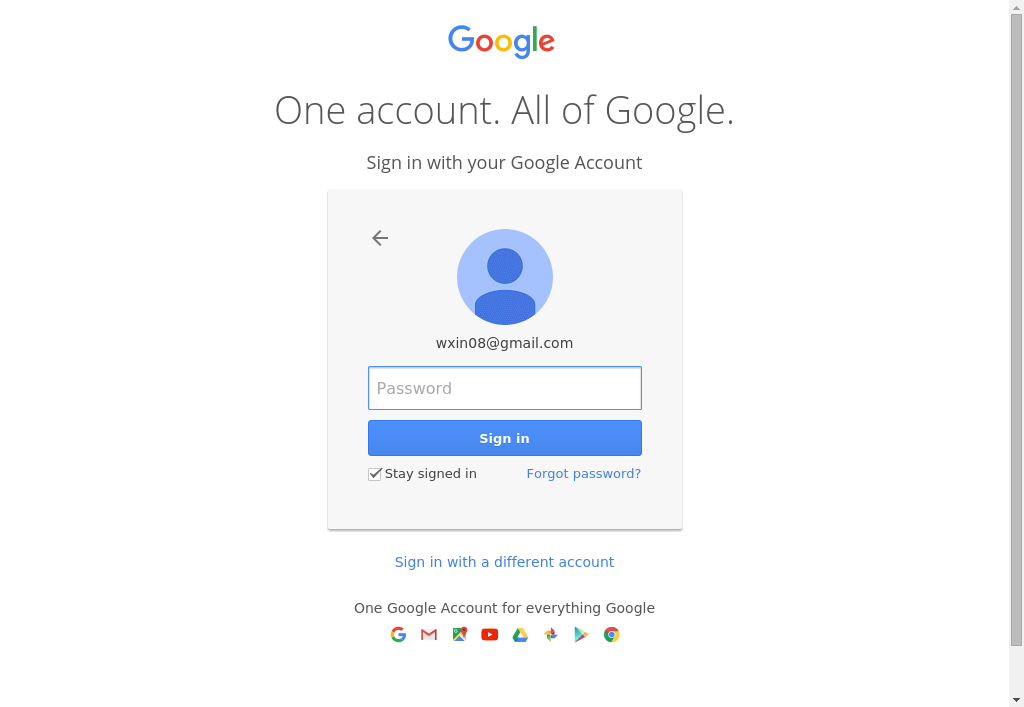 Google
One account. All of Google.
Sign in with your Google Account
wxin08@gmail.com
Password
Sign in
Stay signed in Forgot password?
Sign in with a different account
One Google Account for everything Google